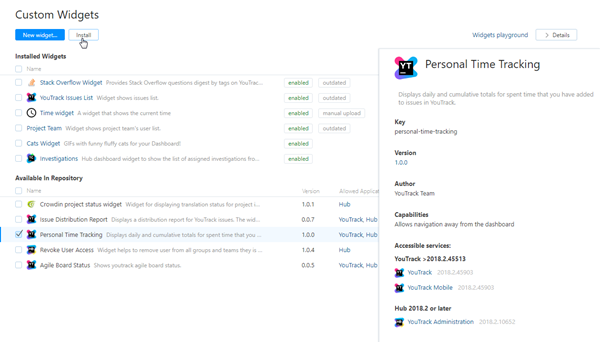 Custom Widgets
New widget... Install Widgets playground > Details
Installed Widgets
Name
Stack Overflow Widget Provides Stack Overflow questions digest by tags on YouTrac... enabled outdated
YouTrack Issues List Widget shows issues list. enabled outdated
Time widget A widget that shows the current time enabled manual upload
Project Team Widget shows project team's user list. enabled outdated
Cats Widget GIFs with funny fluffy cats for your Dashboard! enabled
Investigations Hub dashboard widget to show the list of assigned investigations fro... enabled
Available In Repository
Name Version Allowed Applicat
Crowdin project status widget Widget for displaying translation status for project i... 1.0.1 Hub
Issue Distribution Report Displays a distribution report for YouTrack issues. The wid... 0.0.7 YouTrack, Hub
Personal Time Tracking Displays daily and cumulative totals for spent time that you ... 1.0.0 YouTrack, Hub
Revoke User Access Widget helps to remove user from all groups and teams they is ... 1.0.4 Hub
Agile Board Status Shows youtrack agile board status. 0.0.5 YouTrack, Hub
YT Personal Time Tracking
Displays daily and cumulative totals for spent time that you have added
to issues in YouTrack.
Key
personal-time-tracking
Version
1.0.0
Author
YouTrack Team
Capabilities
Allows navigation away from the dashboard
Accessible services:
YouTrack >2018.2.45513
YouTrack 2018.2.45903
YouTrack Mobile 2018.2.45903
Hub 2018.2 or later
YouTrack Administration 2018.2.10652